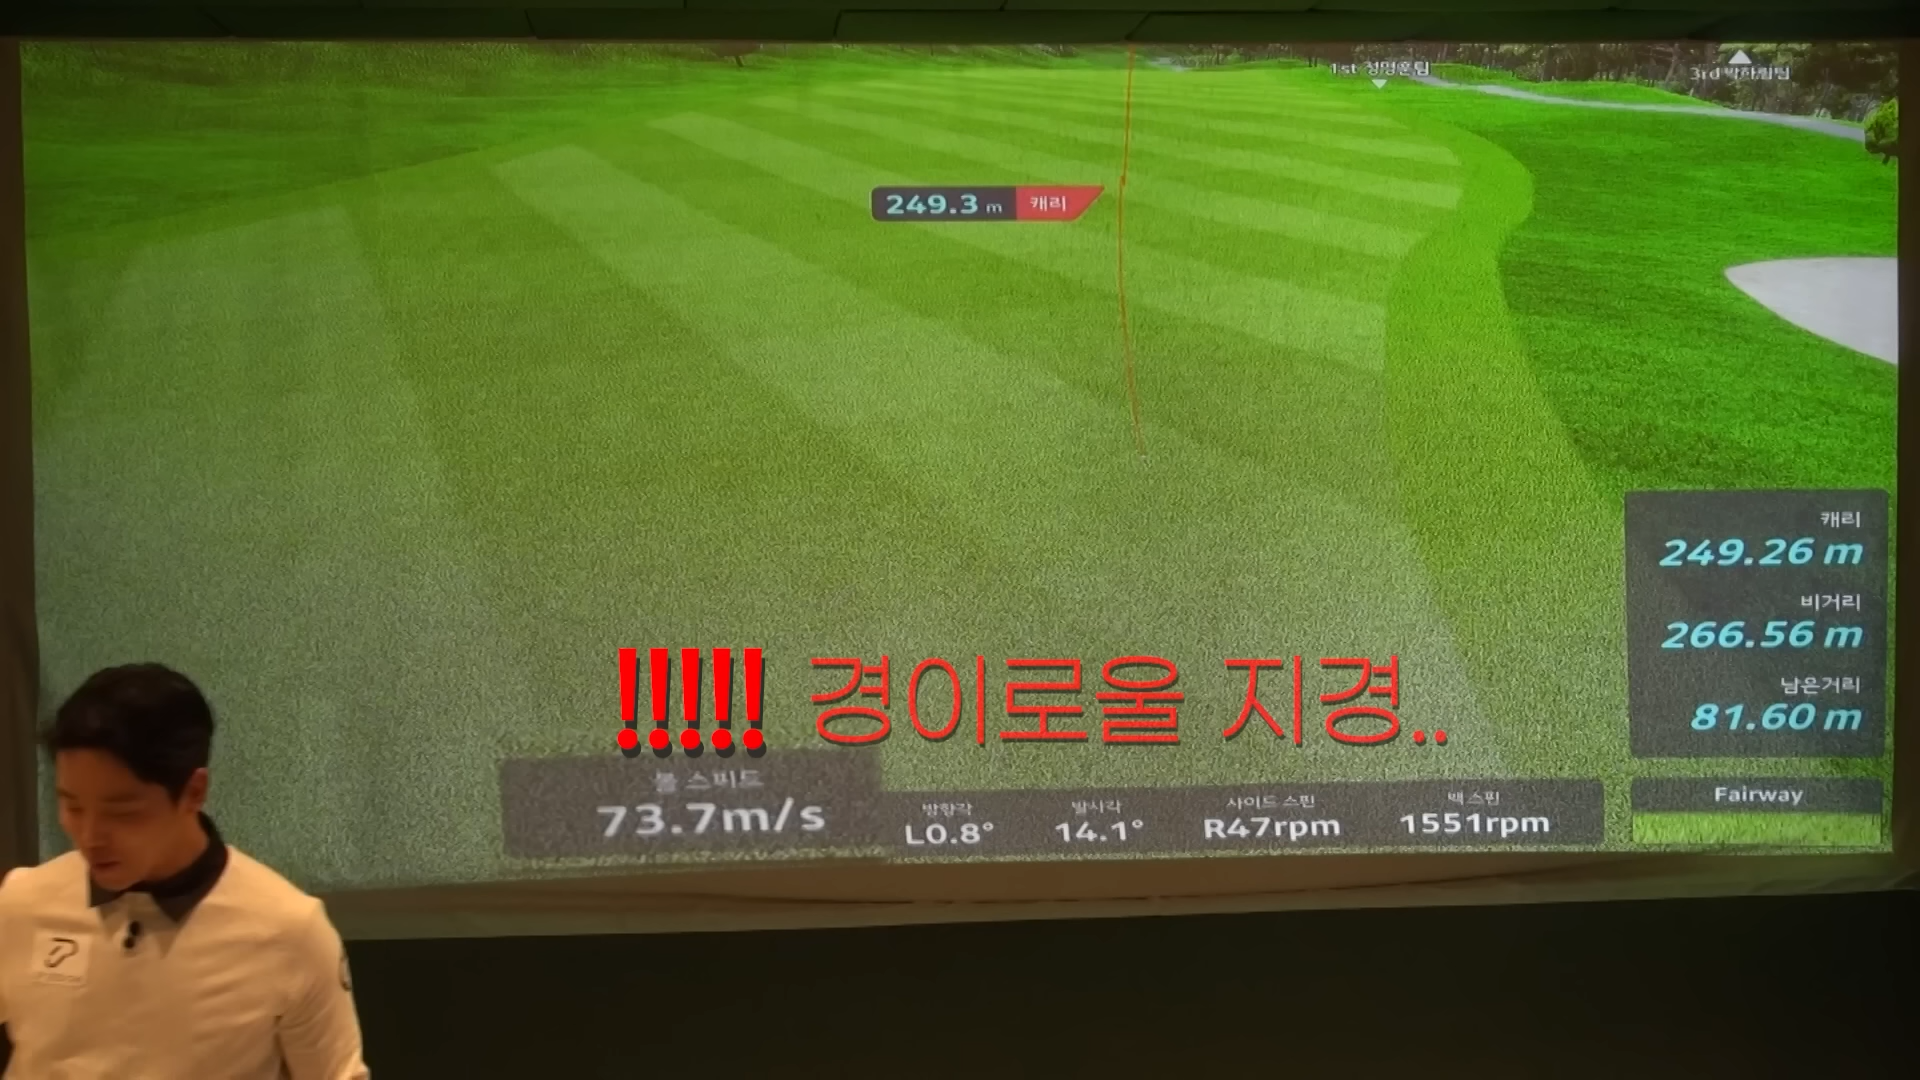 1st 정영훈팀
3rd 박하림팀
249.3 m 캐리
캐리
249.26 m
비거리
266.56 m
남은거리
81.60 m
!!!!! 경이로울 지경..
볼 스피드
73.7m/s
방향각
L0.8°
발사각
14.1°
사이드 스핀
R47rpm
백 스핀
1551rpm
Fairway